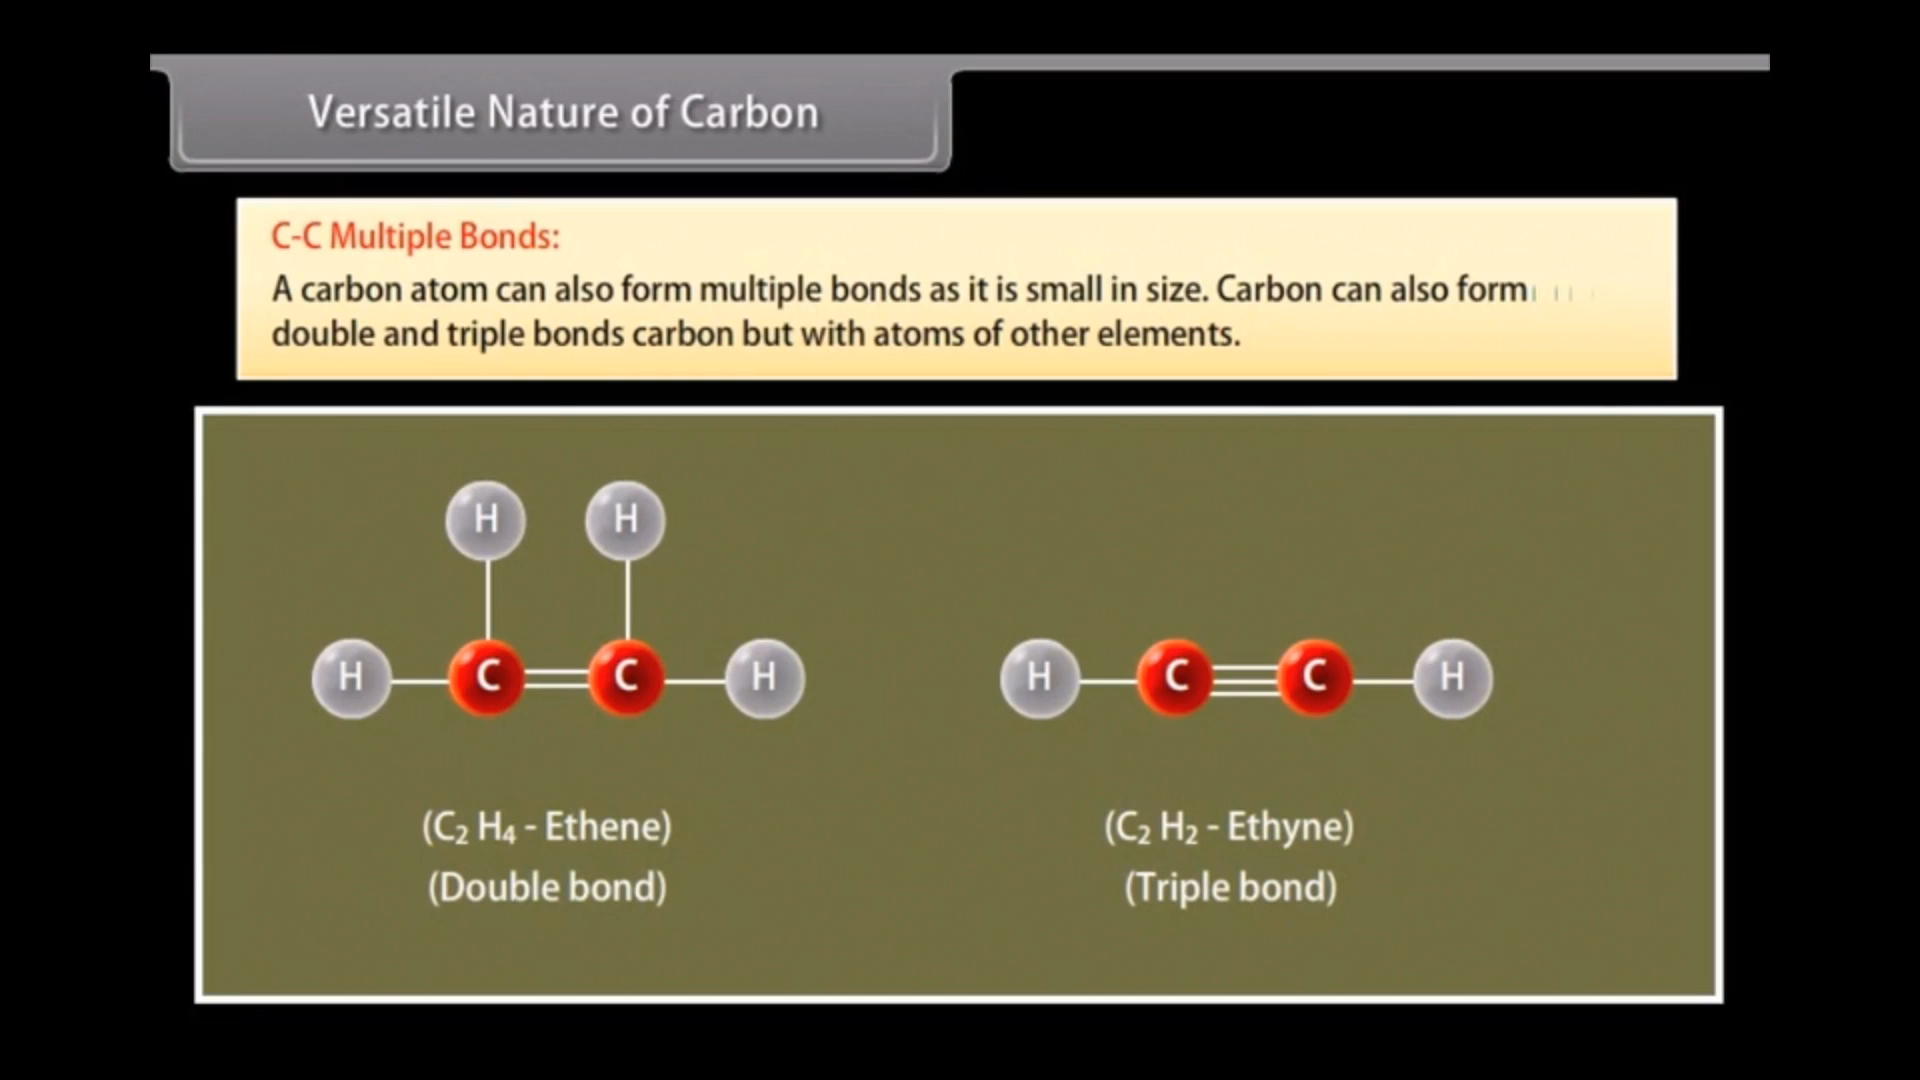 Versatile Nature of Carbon
C-C Multiple Bonds:
A carbon atom can also form multiple bonds as it is small in size. Carbon can also form
double and triple bonds carbon but with atoms of other elements.
H H
H C C H
H C C H
(C₂ H₄ - Ethene) (C₂ H₂ - Ethyne)
(Double bond) (Triple bond)